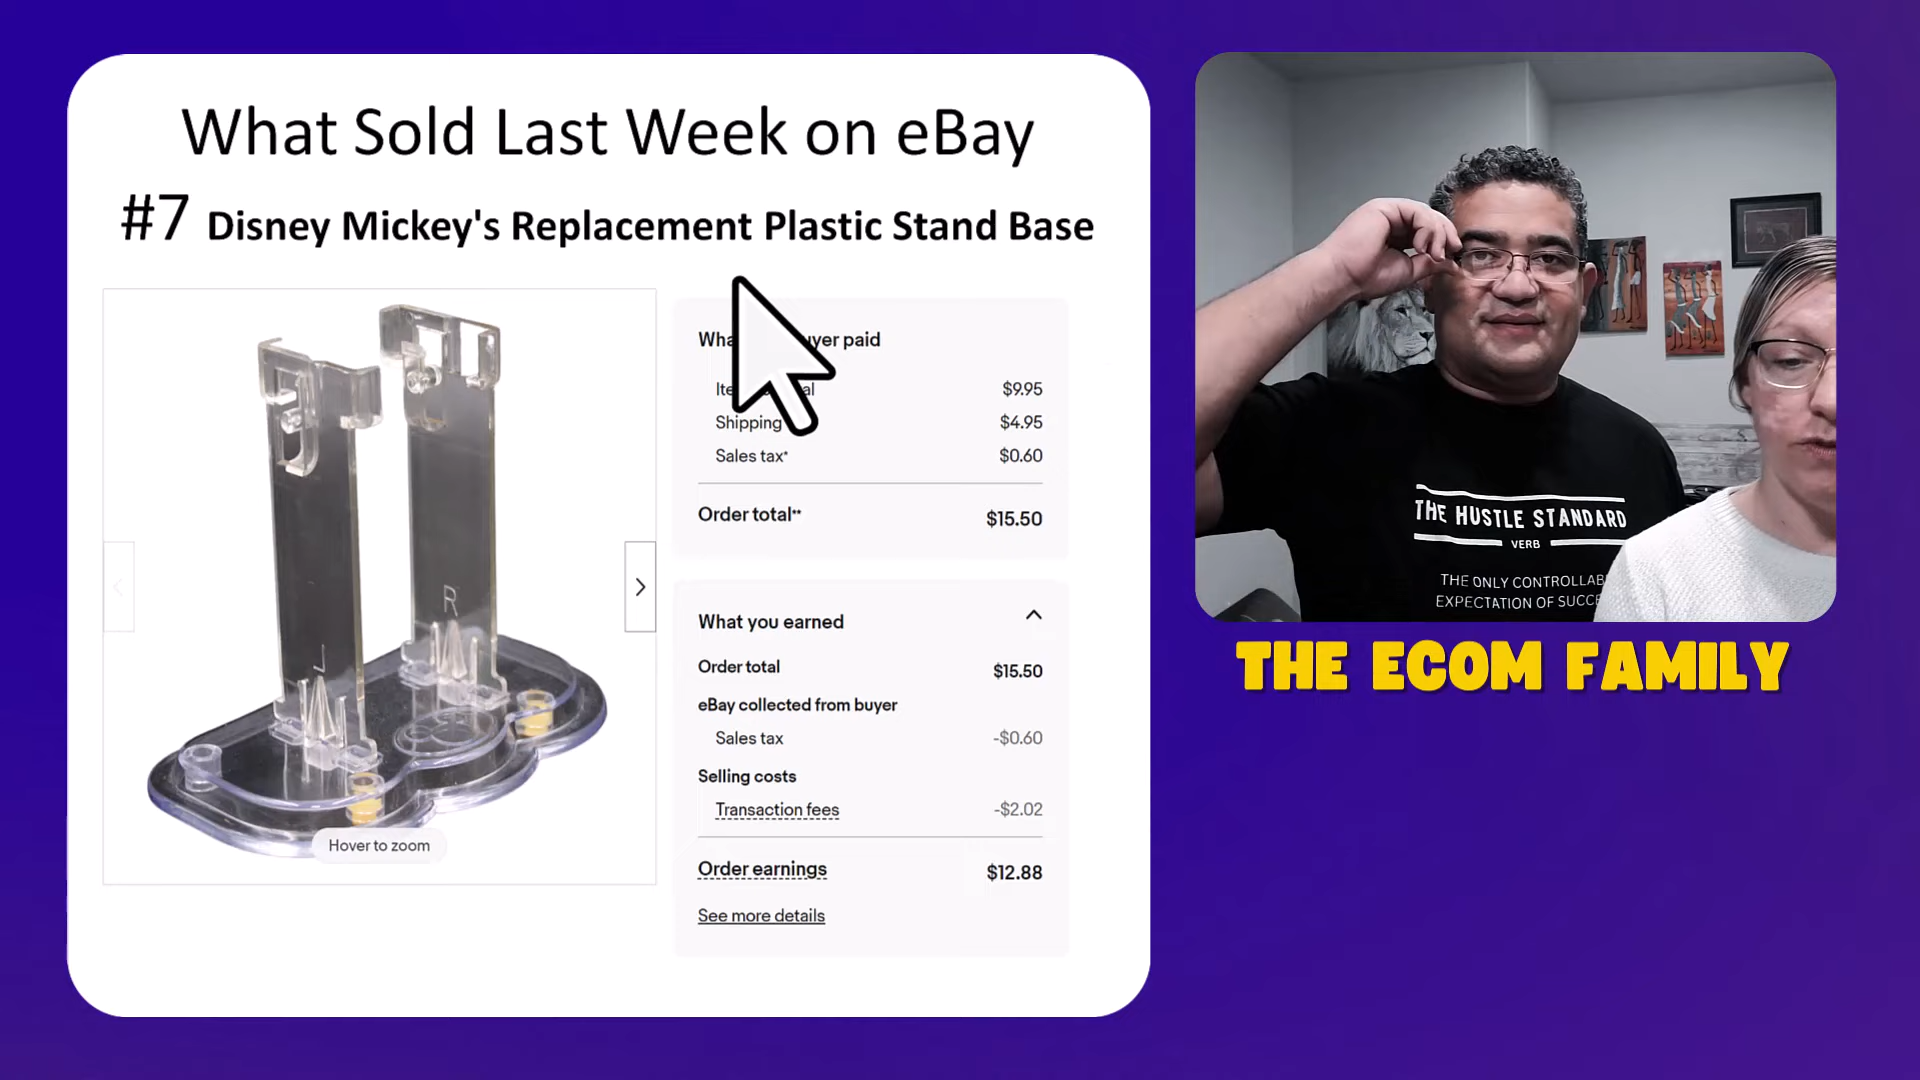 What Sold Last Week on eBay
#7 Disney Mickey's Replacement Plastic Stand Base
buyer paid
$9.95
Shipping $4.95
Sales tax* $0.60
Order total** $15.50
What you earned
Order total $15.50
eBay collected from buyer
Sales tax -$0.60
Selling costs
Transaction fees -$2.02
Order earnings $12.88
See more details
L
R
Hover to zoom
THE HUSTLE STANDARD
VERB
THE ONLY CONTROLLAB
EXPECTATION OF SUCC
THE ECOM FAMILY